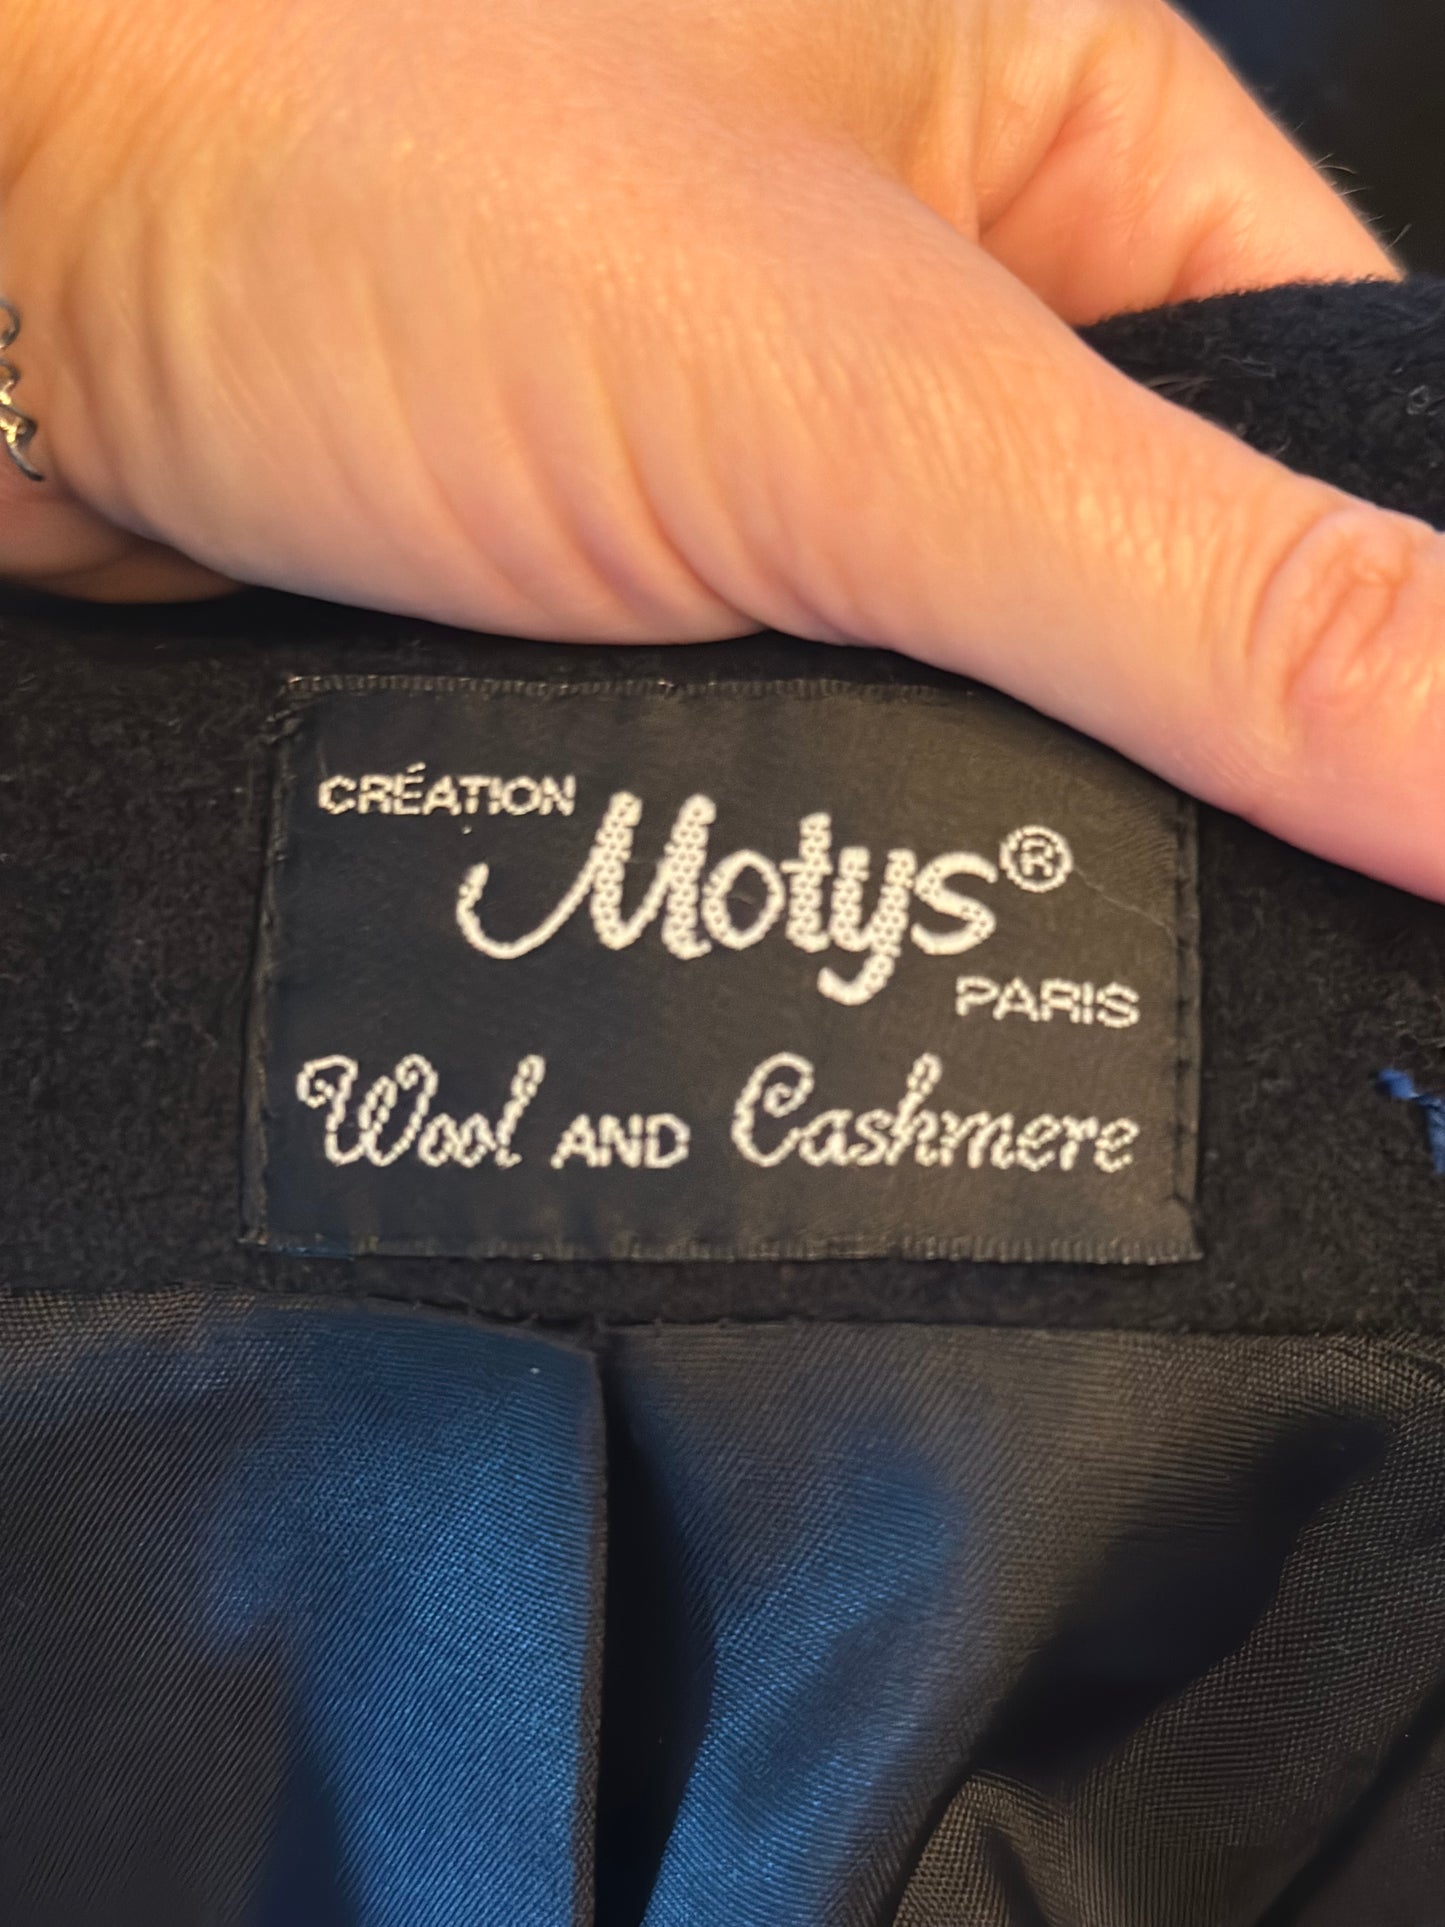 CRÉATION
Motys®
PARIS
Wool AND Cashmere